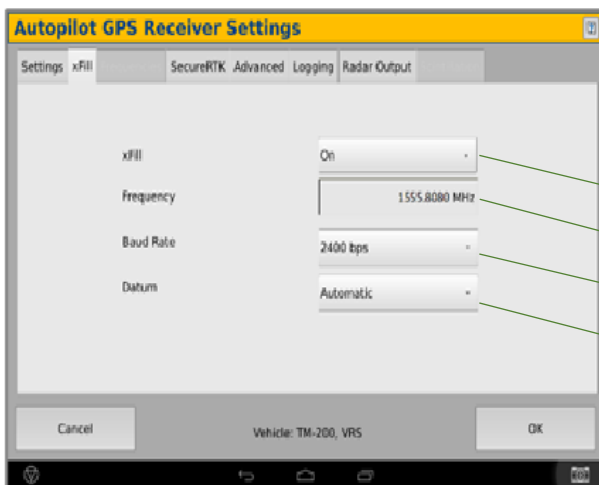 Autopilot GPS Receiver Settings
Settings xFill SecureRTK Advanced Logging Radar Output
xFill On
Frequency 1555.8080 MHz
Baud Rate 2400 bps
Datum Automatic
Cancel Vehicle: TM-200, VRS OK